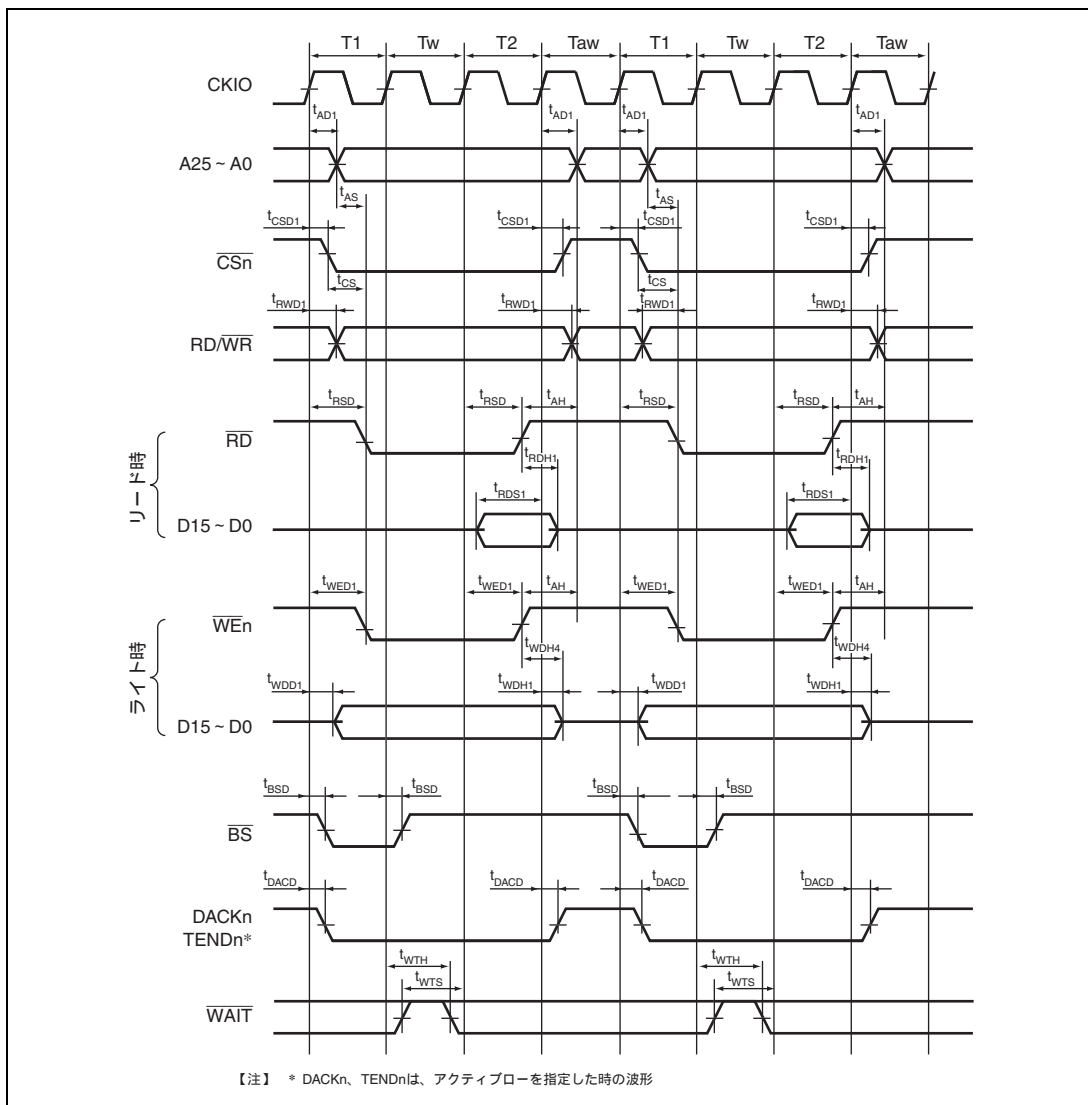 T1 Tw T2 Taw T1 Tw T2 Taw
CKIO
tAD1 tAD1 tAD1 tAD1
A25 ~ A0
tAS tAS
tCSD1 tCSD1 tCSD1 tCSD1
CSn
tCS tCS
tRWD1 tRWD1 tRWD1 tRWD1
RD/WR
tRSD tRSD tAH tRSD tRSD tAH
RD
tRDH1 tRDH1
リード時
tRDS1 tRDS1
D15 ~ D0
tWED1 tWED1 tAH tWED1 tWED1 tAH
WEn
tWDH4 tWDH4
ライト時
tWDD1 tWDH1 tWDD1 tWDH1
D15 ~ D0
tBSD tBSD tBSD tBSD
BS
tDACD tDACD tDACD tDACD
DACKn
TENDn*
tWTH tWTH
tWTS tWTS
WAIT
【注】 * DACKn、TENDnは、アクティブローを指定した時の波形